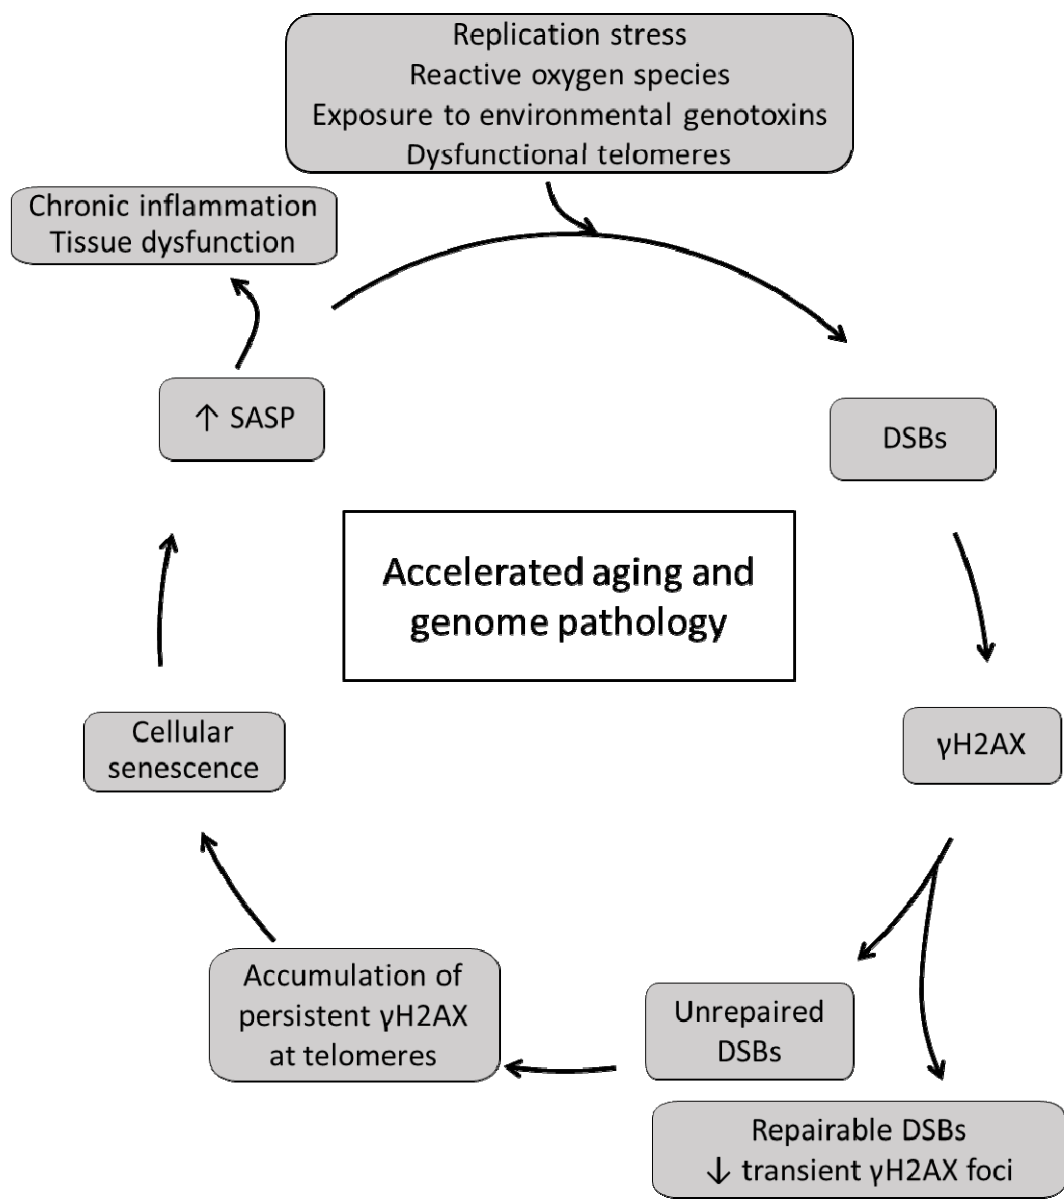 Replication stress
Reactive oxygen species
Exposure to environmental genotoxins
Dysfunctional telomeres
Chronic inflammation
Tissue dysfunction
↑ SASP
DSBs
Accelerated aging and
genome pathology
γH2AX
Cellular
senescence
Accumulation of
persistent γH2AX
at telomeres
Unrepaired
DSBs
Repairable DSBs
↓ transient γH2AX foci